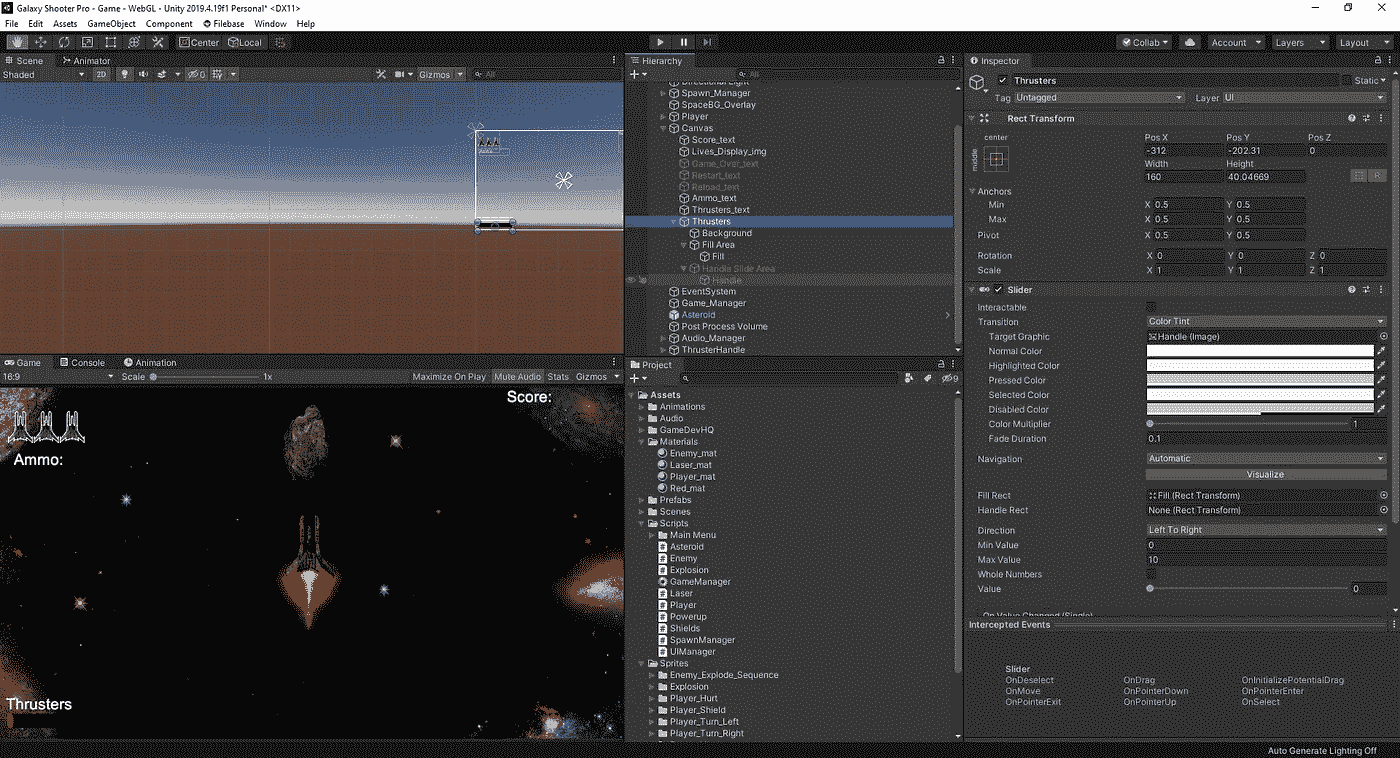 Galaxy Shooter Pro - Game - WebGL - Unity 2019.4.19f1 Personal* <DX11>
File Edit Assets GameObject Component Filebase Window Help
Center Local
Collab Account Layers Layout
Scene Animator
Shaded 2D 0 Gizmos All
Hierarchy
All
Directional Light
Spawn_Manager
SpaceBG_Overlay
Player
Canvas
Score_text
Lives_Display_img
Game_Over_text
Restart_text
Reload_text
Ammo_text
Thrusters_text
Thrusters
Background
Fill Area
Fill
Handle Slide Area
Handle
EventSystem
Game_Manager
Asteroid
Post Process Volume
Audio_Manager
ThrusterHandle
Game Console Animation
16:9 Scale 1x Maximize On Play Mute Audio Stats Gizmos
Score:
Ammo:
Thrusters
Project
9
Assets
Animations
Audio
GameDevHQ
Materials
Enemy_mat
Laser_mat
Player_mat
Red_mat
Prefabs
Scenes
Scripts
Main Menu
Asteroid
Enemy
Explosion
GameManager
Laser
Player
Powerup
Shields
SpawnManager
UIManager
Sprites
Enemy_Explode_Sequence
Explosion
Player_Hurt
Player_Shield
Player_Turn_Left
Player_Turn_Right
Inspector
Thrusters Static
Tag Untagged Layer UI
Rect Transform
center
middle
Pos X Pos Y Pos Z
-312 -202.31 0
Width Height
160 40.04669
R
Anchors
Min X 0.5 Y 0.5
Max X 0.5 Y 0.5
Pivot X 0.5 Y 0.5
Rotation X 0 Y 0 Z 0
Scale X 1 Y 1 Z 1
Slider
Interactable
Transition Color Tint
Target Graphic Handle (Image)
Normal Color
Highlighted Color
Pressed Color
Selected Color
Disabled Color
Color Multiplier 1
Fade Duration 0.1
Navigation Automatic
Visualize
Fill Rect Fill (Rect Transform)
Handle Rect None (Rect Transform)
Direction Left To Right
Min Value 0
Max Value 10
Whole Numbers
Value 0
On Value Changed (Single)
Intercepted Events
Slider
OnDeselect OnDrag OnInitializePotentialDrag
OnMove OnPointerDown OnPointerEnter
OnPointerExit OnPointerUp OnSelect
Auto Generate Lighting Off